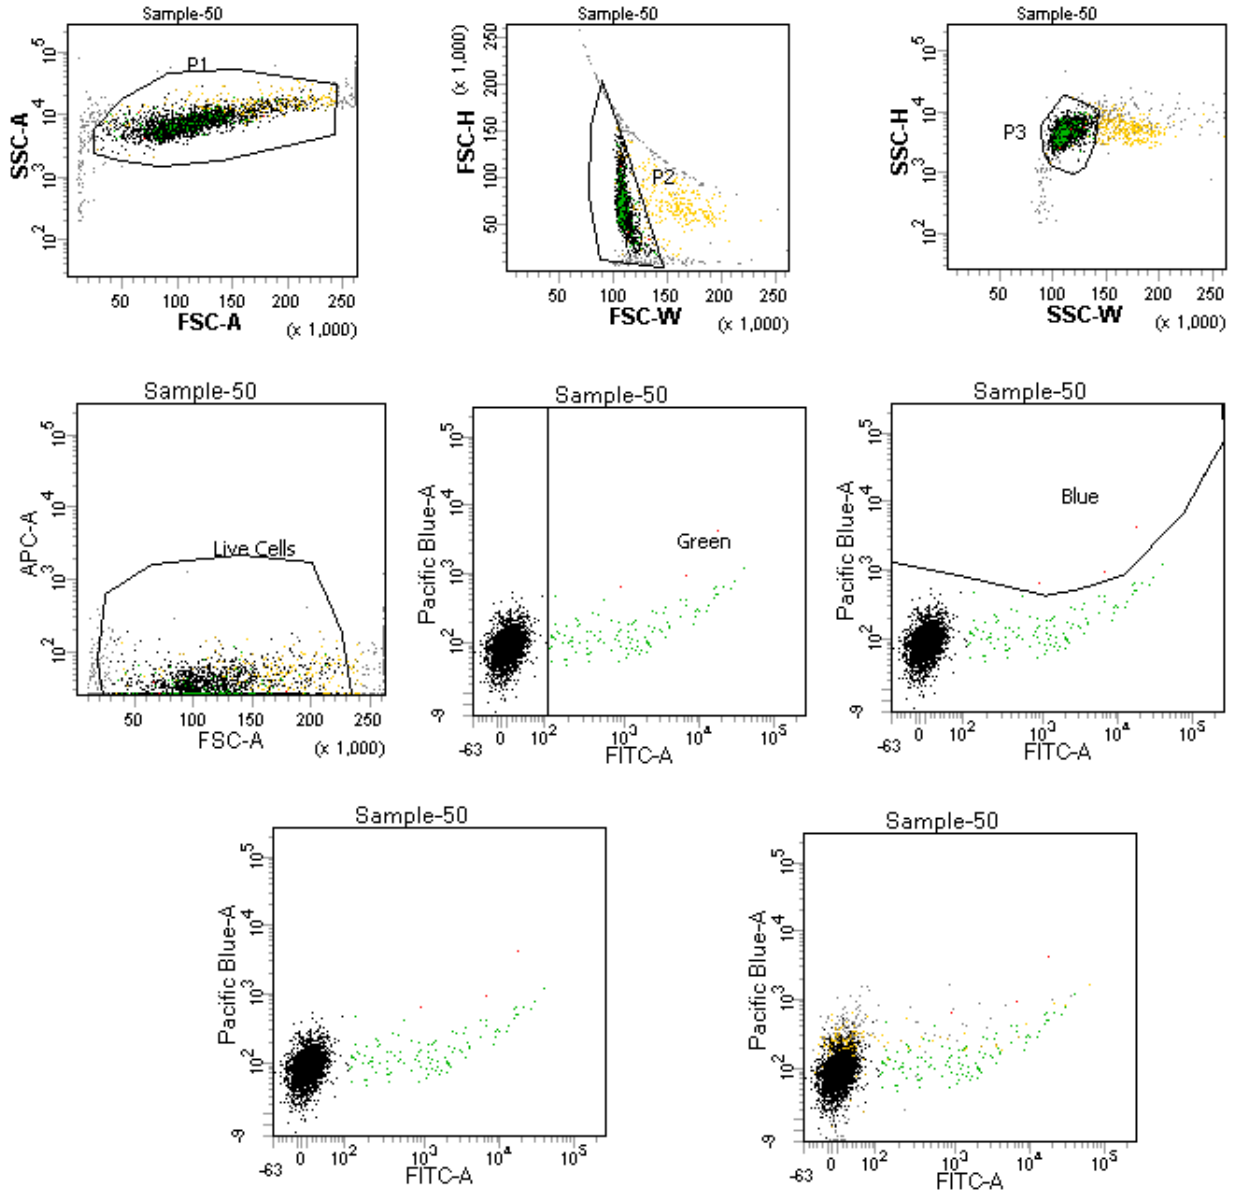 Sample-50
P1
SSC-A
10^5
10^4
10^3
10^2
50 100 150 200 250
FSC-A
(x 1,000)
Sample-50
P2
FSC-H
(x 1,000)
250
200
150
100
50
50 100 150 200 250
FSC-W
(x 1,000)
Sample-50
P3
SSC-H
10^5
10^4
10^3
10^2
50 100 150 200 250
SSC-W
(x 1,000)
Sample-50
Live Cells
APC-A
10^5
10^4
10^3
10^2
50 100 150 200 250
FSC-A
(x 1,000)
Sample-50
Green
Pacific Blue-A
10^5
10^4
10^3
10^2
-9
-63 0 10^2 10^3 10^4 10^5
FITC-A
Sample-50
Blue
Pacific Blue-A
10^5
10^4
10^3
10^2
-9
-63 0 10^2 10^3 10^4 10^5
FITC-A
Sample-50
Pacific Blue-A
10^5
10^4
10^3
10^2
-9
-63 0 10^2 10^3 10^4 10^5
FITC-A
Sample-50
Pacific Blue-A
10^5
10^4
10^3
10^2
-9
-63 0 10^2 10^3 10^4 10^5
FITC-A